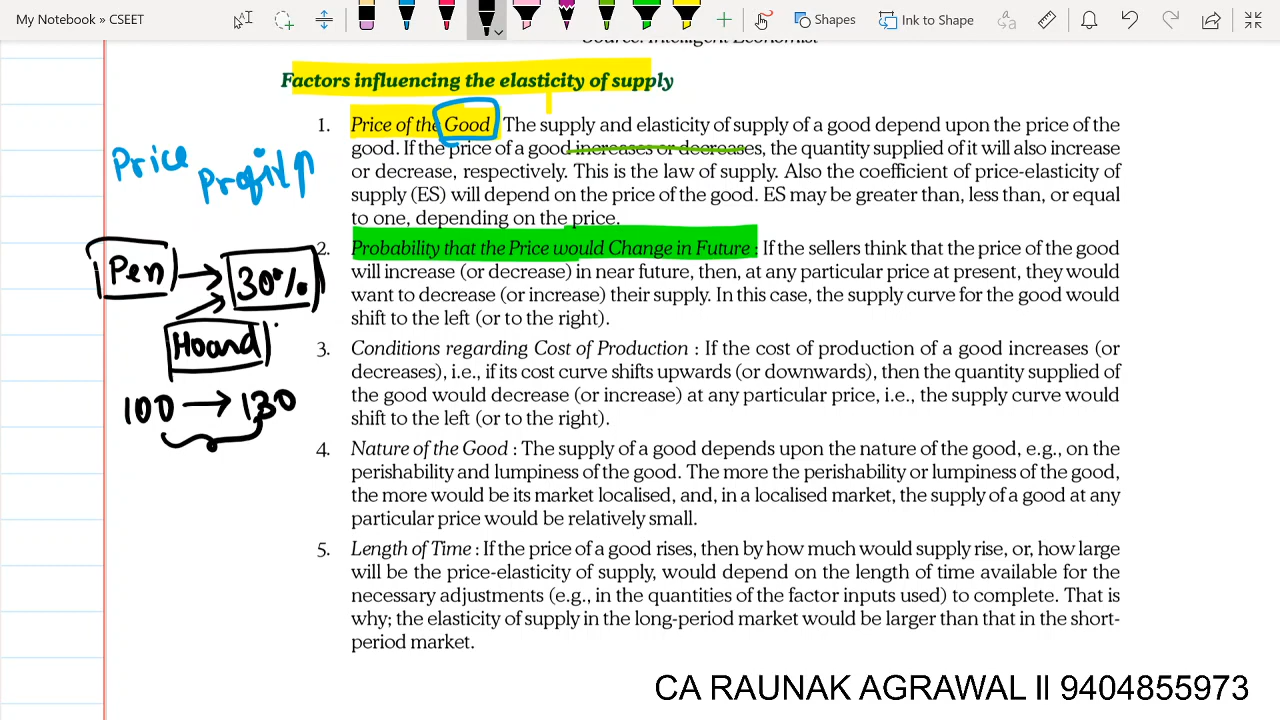 My Notebook » CSEET
Shapes
Ink to Shape
Source: Intelligent Economist
Factors influencing the elasticity of supply
1. Price of the Good The supply and elasticity of supply of a good depend upon the price of the
good. If the price of a good increases or decreases, the quantity supplied of it will also increase
or decrease, respectively. This is the law of supply. Also the coefficient of price-elasticity of
supply (ES) will depend on the price of the good. ES may be greater than, less than, or equal
to one, depending on the price.
2. Probability that the Price would Change in Future : If the sellers think that the price of the good
will increase (or decrease) in near future, then, at any particular price at present, they would
want to decrease (or increase) their supply. In this case, the supply curve for the good would
shift to the left (or to the right).
3. Conditions regarding Cost of Production : If the cost of production of a good increases (or
decreases), i.e., if its cost curve shifts upwards (or downwards), then the quantity supplied of
the good would decrease (or increase) at any particular price, i.e., the supply curve would
shift to the left (or to the right).
4. Nature of the Good : The supply of a good depends upon the nature of the good, e.g., on the
perishability and lumpiness of the good. The more the perishability or lumpiness of the good,
the more would be its market localised, and, in a localised market, the supply of a good at any
particular price would be relatively small.
5. Length of Time : If the price of a good rises, then by how much would supply rise, or, how large
will be the price-elasticity of supply, would depend on the length of time available for the
necessary adjustments (e.g., in the quantities of the factor inputs used) to complete. That is
why; the elasticity of supply in the long-period market would be larger than that in the short-
period market.
Price
Profit ↑
Pen → 30%
Hoard
100 → 130
CA RAUNAK AGRAWAL II 9404855973